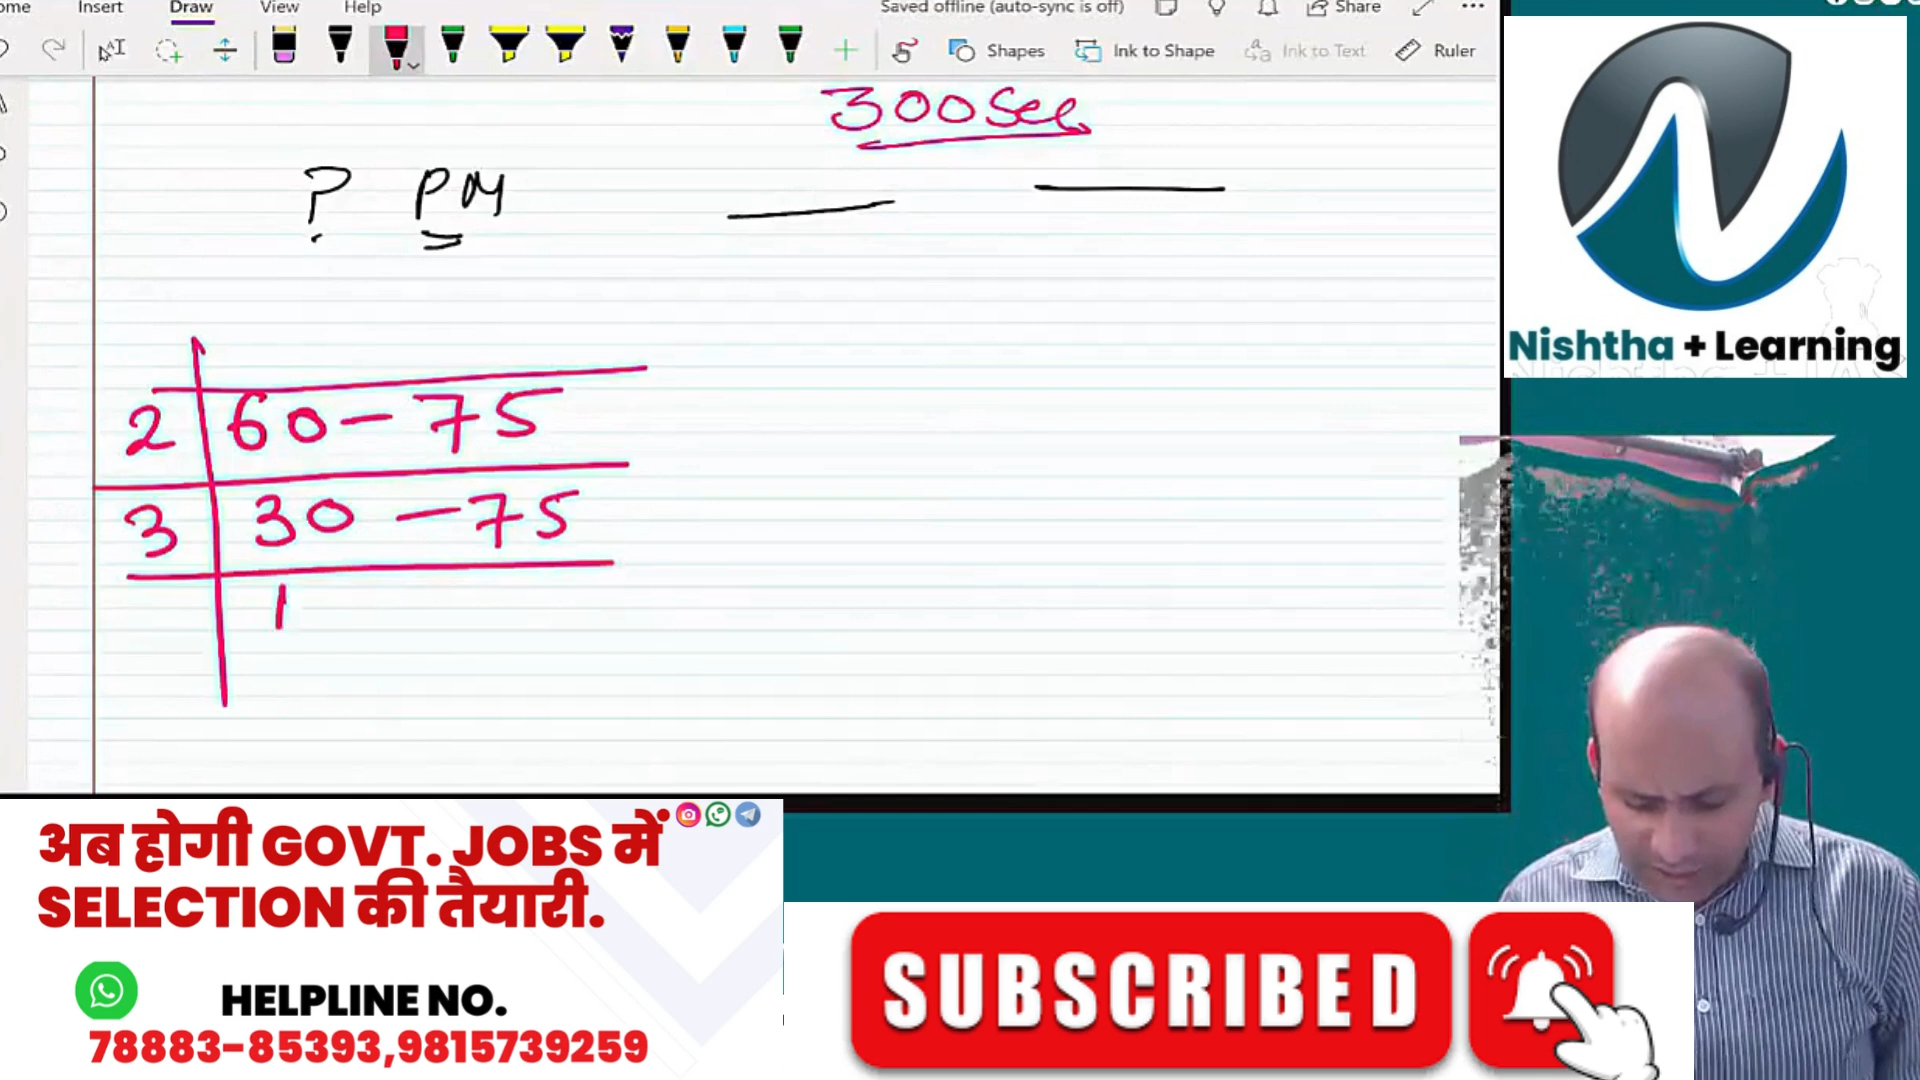 ome Insert Draw View Help Saved offline (auto-sync is off) Share
Shapes Ink to Shape Ink to Text Ruler
300 Sec
? PM
2 60 - 75
3 30 - 75
1
Nishtha + Learning
अब होगी GOVT. JOBS में
SELECTION की तैयारी.
HELPLINE NO.
78883-85393,9815739259
SUBSCRIBED